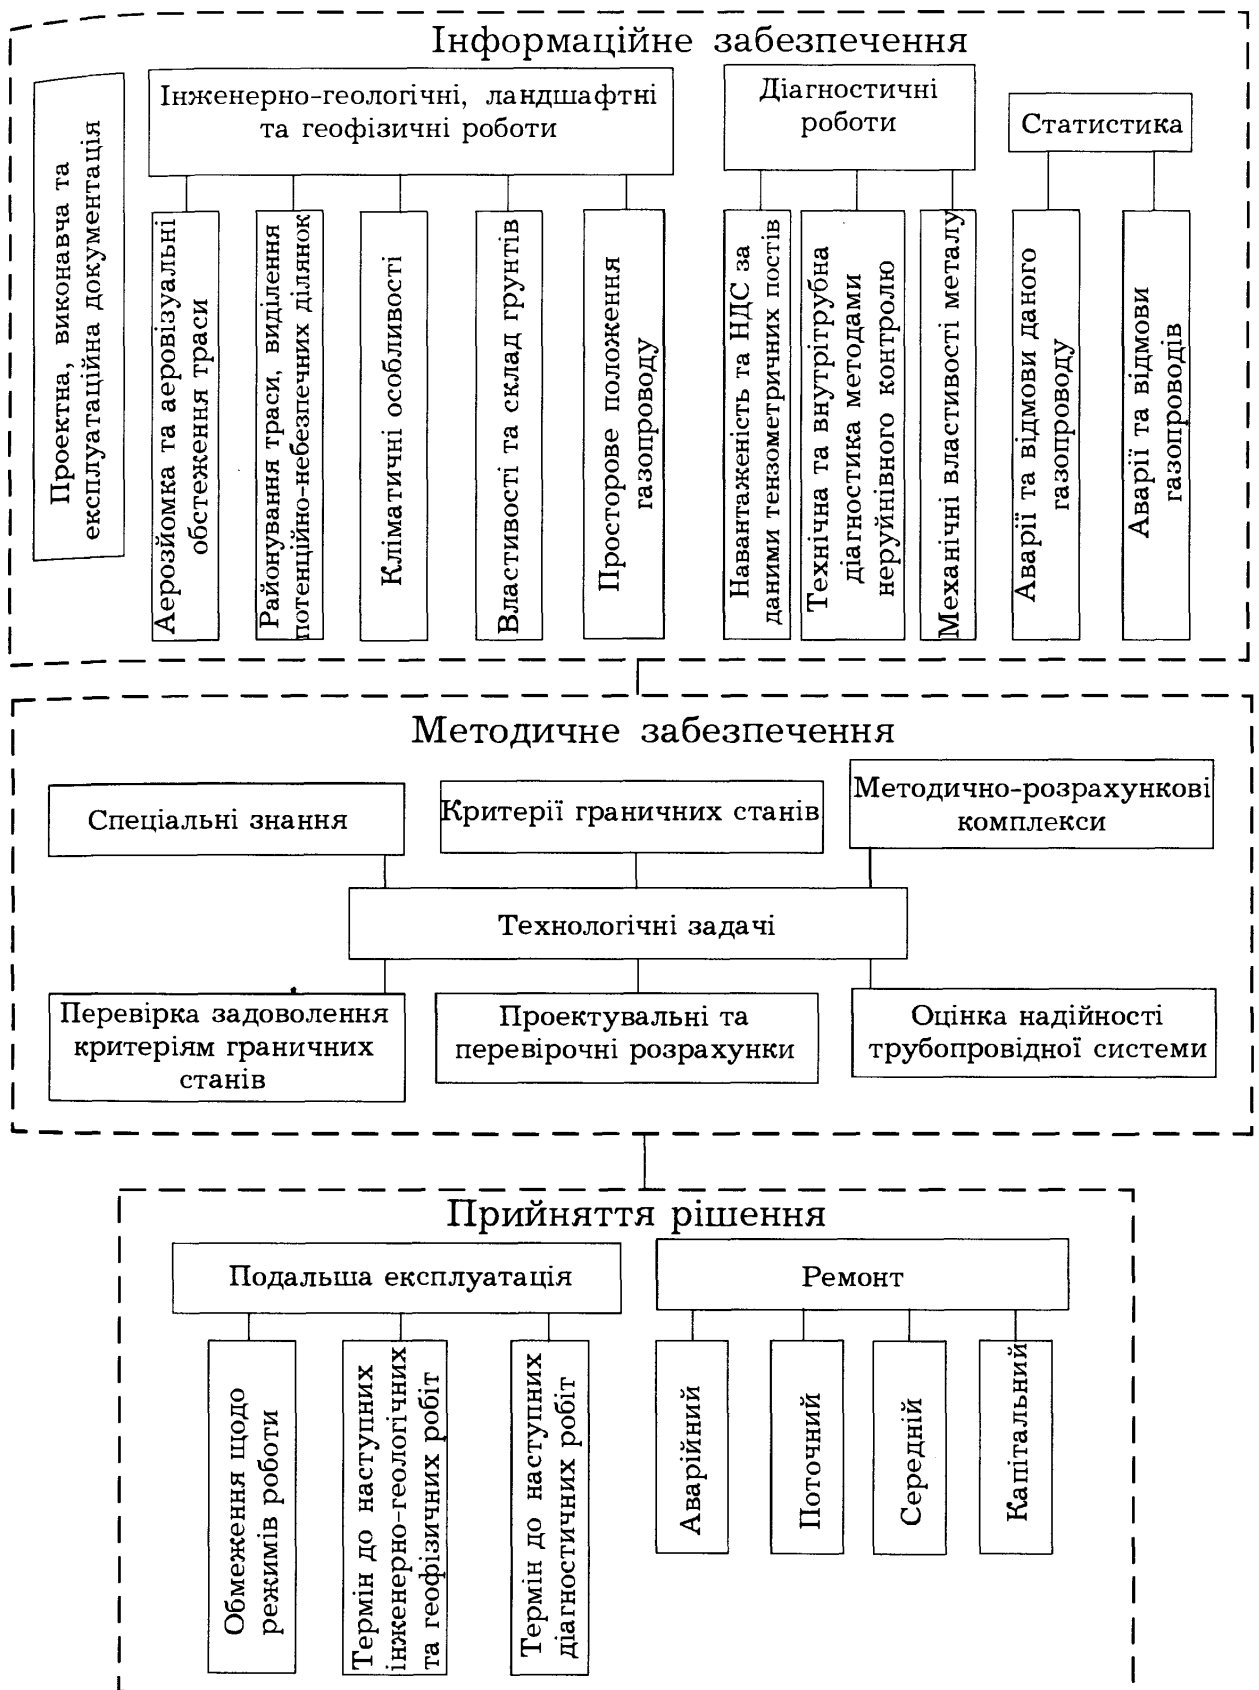 Інформаційне забезпечення
Проектна, виконавча та
експлуатаційна документація
Інженерно-геологічні, ландшафтні
та геофізичні роботи
Діагностичні
роботи
Статистика
Аерозйомка та аеровізуальні
обстеження траси
Районування траси, виділення
потенційно-небезпечних ділянок
Кліматичні особливості
Властивості та склад грунтів
Просторове положення
газопроводу
Навантаженість та НДС за
даними тензометричних постів
Технічна та внутрітрубна
діагностика методами
неруйнівного контролю
Механічні властивості металу
Аварії та відмови даного
газопроводу
Аварії та відмови
газопроводів
Методичне забезпечення
Спеціальні знання
Критерії граничних станів
Методично-розрахункові
комплекси
Технологічні задачі
Перевірка задоволення
критеріям граничних
станів
Проектувальні та
перевірочні розрахунки
Оцінка надійності
трубопровідної системи
Прийняття рішення
Подальша експлуатація
Ремонт
Обмеження щодо
режимів роботи
Термін до наступних
інженерно-геологічних
та геофізичних робіт
Термін до наступних
діагностичних робіт
Аварійний
Поточний
Середній
Капітальний